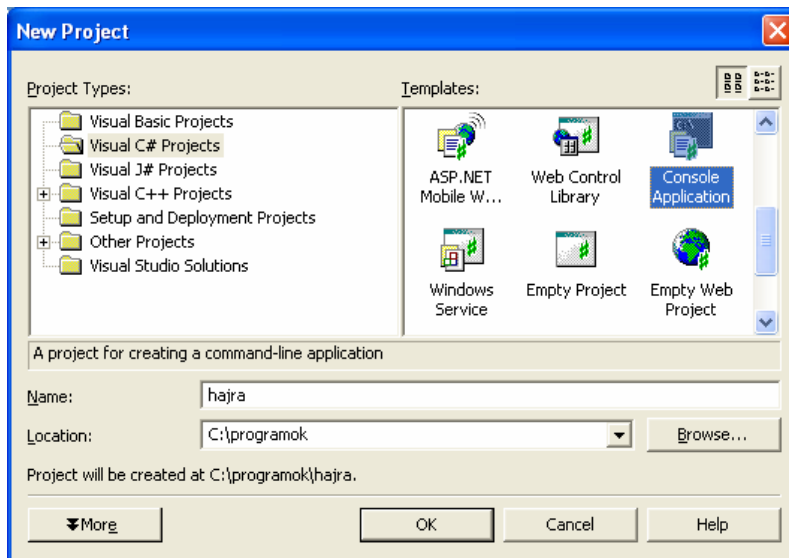 New Project
Project Types:
Templates:
Visual Basic Projects
Visual C# Projects
Visual J# Projects
Visual C++ Projects
Setup and Deployment Projects
Other Projects
Visual Studio Solutions
ASP.NET
Mobile W...
Web Control
Library
Console
Application
Windows
Service
Empty Project
Empty Web
Project
A project for creating a command-line application
Name:
hajra
Location:
C:\programok
Browse...
Project will be created at C:\programok\hajra.
More
OK
Cancel
Help